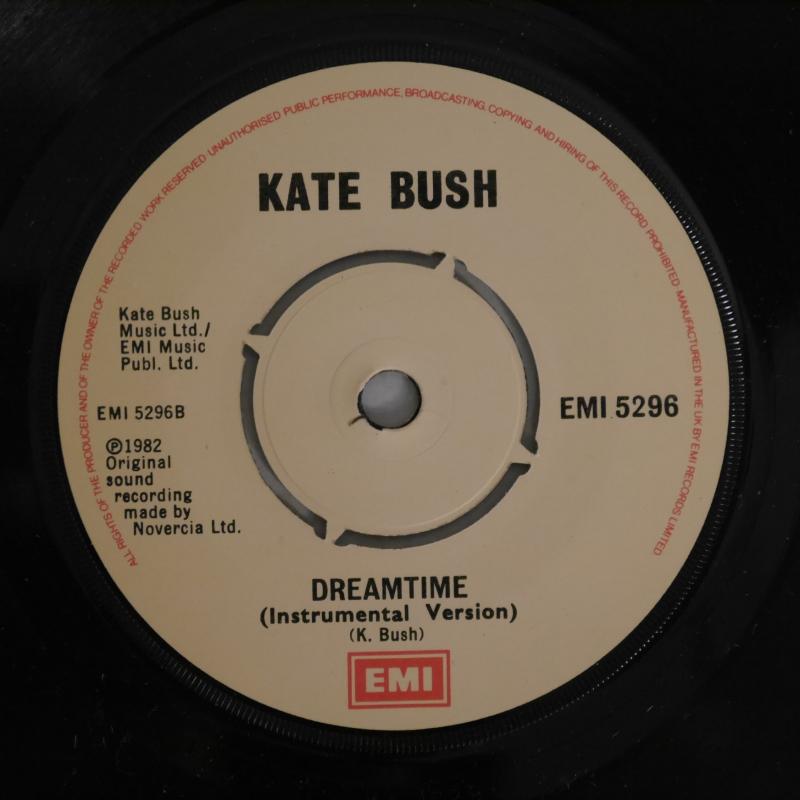 ALL RIGHTS OF THE PRODUCER AND OF THE OWNER OF THE RECORDED WORK RESERVED UNAUTHORISED PUBLIC PERFORMANCE, BROADCASTING, COPYING AND HIRING OF THIS RECORD PROHIBITED MANUFACTURED IN THE UK BY EMI RECORDS LIMITED
KATE BUSH
Kate Bush
Music Ltd./
EMI Music
Publ. Ltd.
EMI 5296B
EMI 5296
Ⓟ1982
Original
sound
recording
made by
Novercia Ltd.
DREAMTIME
(Instrumental Version)
(K. Bush)
EMI